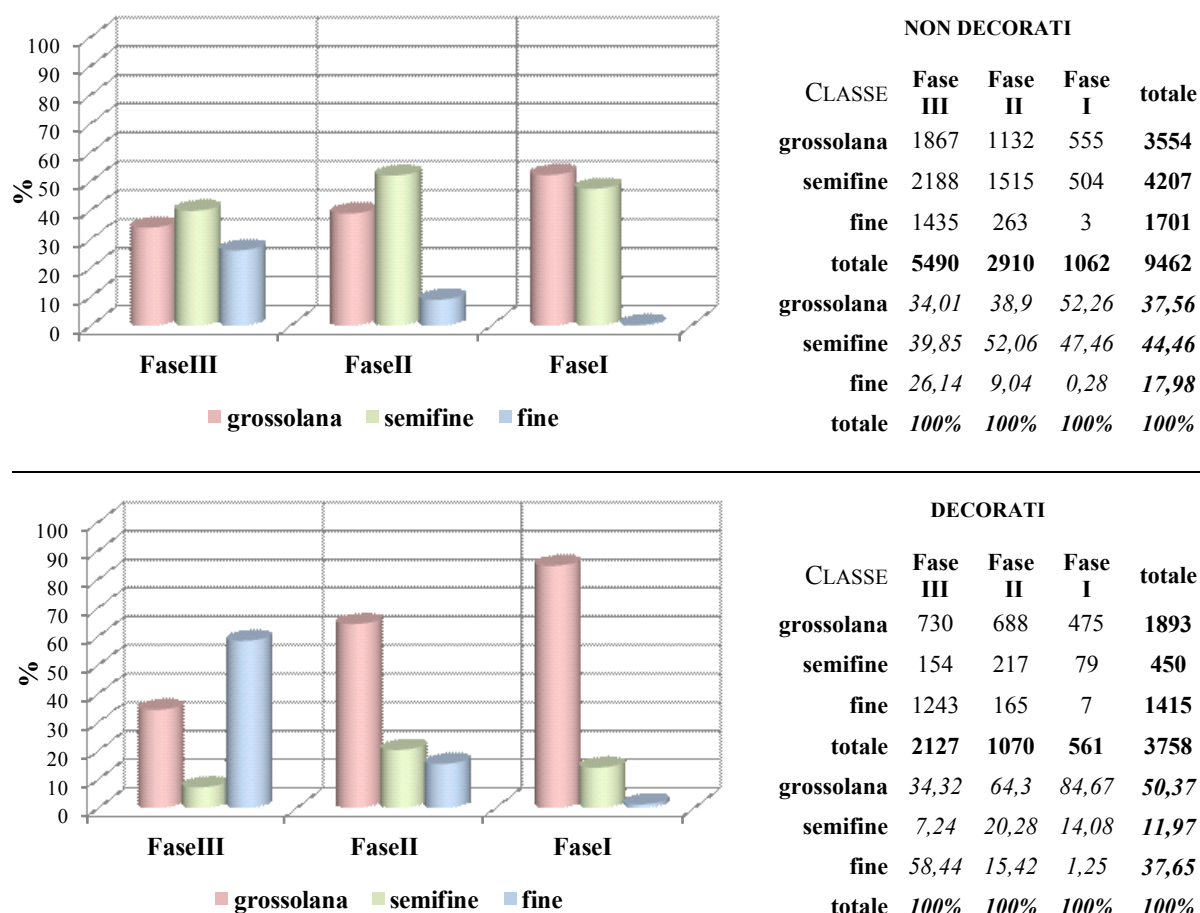 100
90
80
70
60
50
40
30
20
10
0
%
FaseIII FaseII FaseI
grossolana semifine fine
NON DECORATI
CLASSE Fase III Fase II Fase I totale
grossolana 1867 1132 555 3554
semifine 2188 1515 504 4207
fine 1435 263 3 1701
totale 5490 2910 1062 9462
grossolana 34,01 38,9 52,26 37,56
semifine 39,85 52,06 47,46 44,46
fine 26,14 9,04 0,28 17,98
totale 100% 100% 100% 100%
100
90
80
70
60
50
40
30
20
10
0
%
FaseIII FaseII FaseI
grossolana semifine fine
DECORATI
CLASSE Fase III Fase II Fase I totale
grossolana 730 688 475 1893
semifine 154 217 79 450
fine 1243 165 7 1415
totale 2127 1070 561 3758
grossolana 34,32 64,3 84,67 50,37
semifine 7,24 20,28 14,08 11,97
fine 58,44 15,42 1,25 37,65
totale 100% 100% 100% 100%